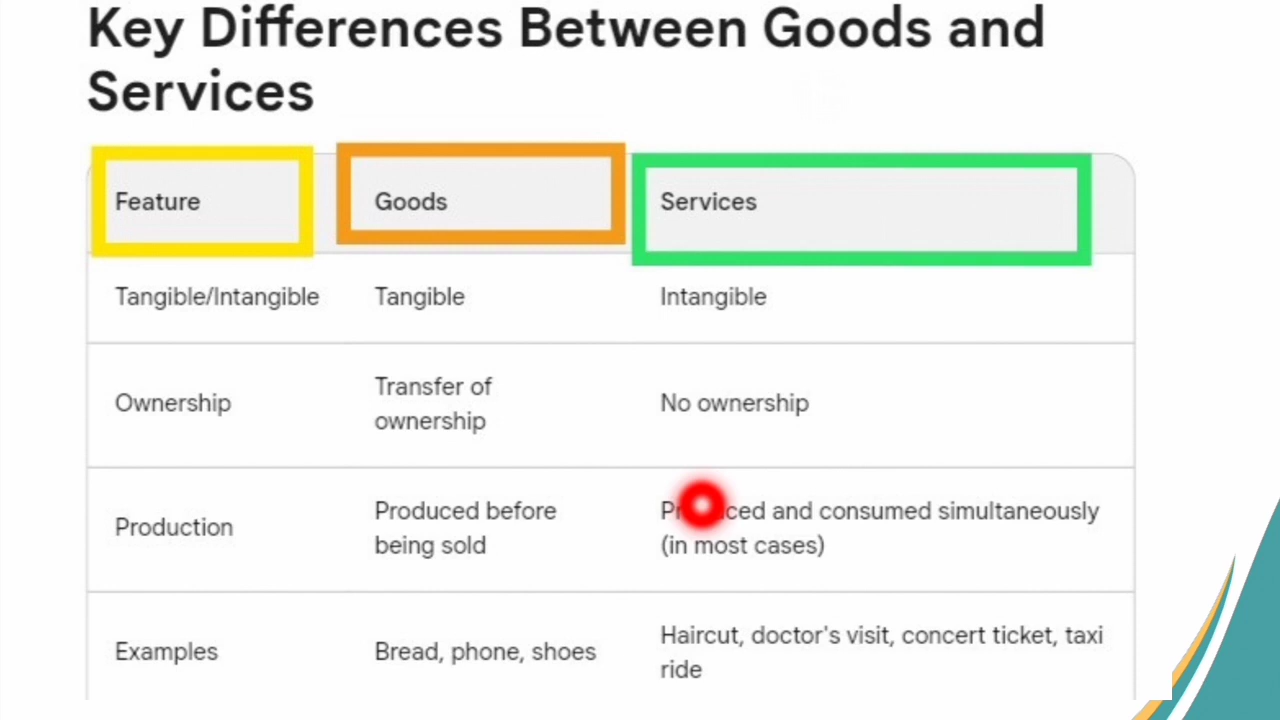 Key Differences Between Goods and
Services
Feature Goods Services
Tangible/Intangible Tangible Intangible
Ownership Transfer of ownership No ownership
Production Produced before being sold and consumed simultaneously (in most cases)
Examples Bread, phone, shoes Haircut, doctor's visit, concert ticket, taxi ride